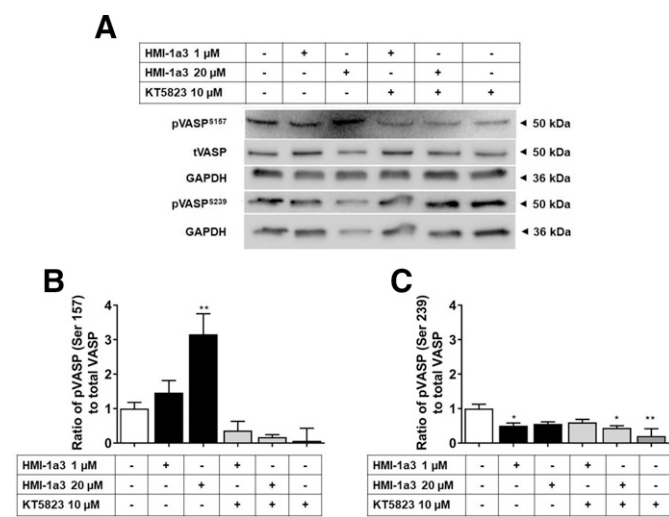 A
HMI-1a3 1 µM - + - + - -
HMI-1a3 20 µM - - + - + -
KT5823 10 µM - - - + + +
pVASPS157 ◄ 50 kDa
tVASP ◄ 50 kDa
GAPDH ◄ 36 kDa
pVASPS239 ◄ 50 kDa
GAPDH ◄ 36 kDa
B
Ratio of pVASP (Ser 157)
to total VASP
4
3
2
1
0
**
HMI-1a3 1 µM - + - + - -
HMI-1a3 20 µM - - + - + -
KT5823 10 µM - - - + + +
C
Ratio of pVASP (Ser 239)
to total VASP
4
3
2
1
0
* * **
HMI-1a3 1 µM - + - + - -
HMI-1a3 20 µM - - + - + -
KT5823 10 µM - - - + + +